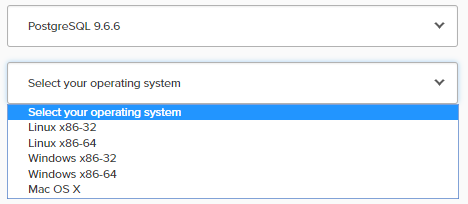 PostgreSQL 9.6.6
Select your operating system
Select your operating system
Linux x86-32
Linux x86-64
Windows x86-32
Windows x86-64
Mac OS X